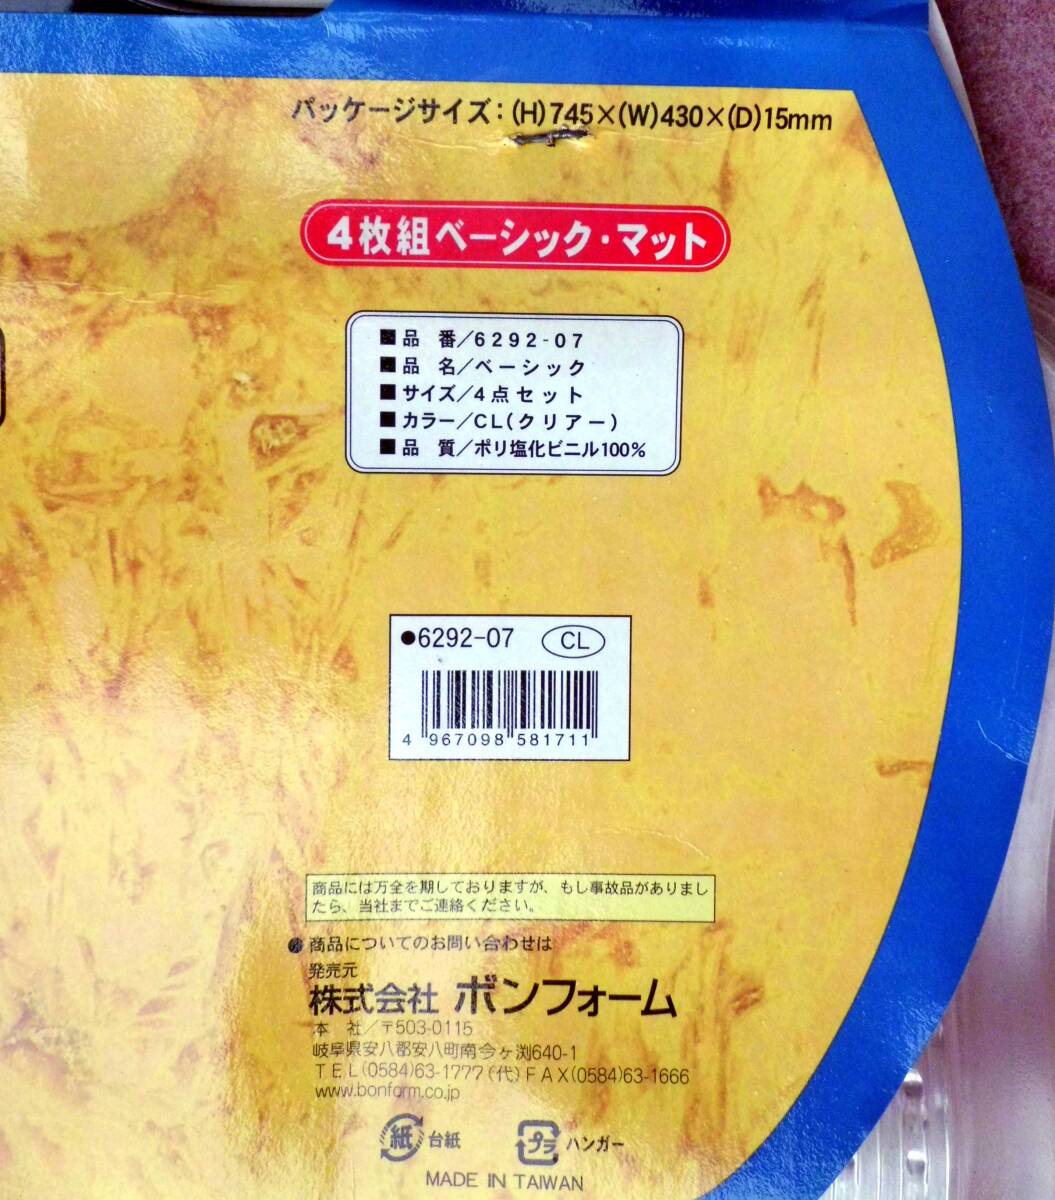 パッケージサイズ：(H)745×(W)430×(D)15mm
4枚組ベーシック・マット
■品　番／6292-07
■品　名／ベーシック
■サイズ／4点セット
■カラー／CL(クリアー)
■品　質／ポリ塩化ビニル100%
●6292-07 CL
4 967098 581711
商品には万全を期しておりますが、もし事故品がありまし
たら、当社までご連絡ください。
商品についてのお問い合わせは
発売元
株式会社 ボンフォーム
本　社／〒503-0115
岐阜県安八郡安八町南今ヶ渕640-1
TEL(0584)63-1777(代)FAX(0584)63-1666
www.bonform.co.jp
紙 台紙 プラ ハンガー
MADE IN TAIWAN